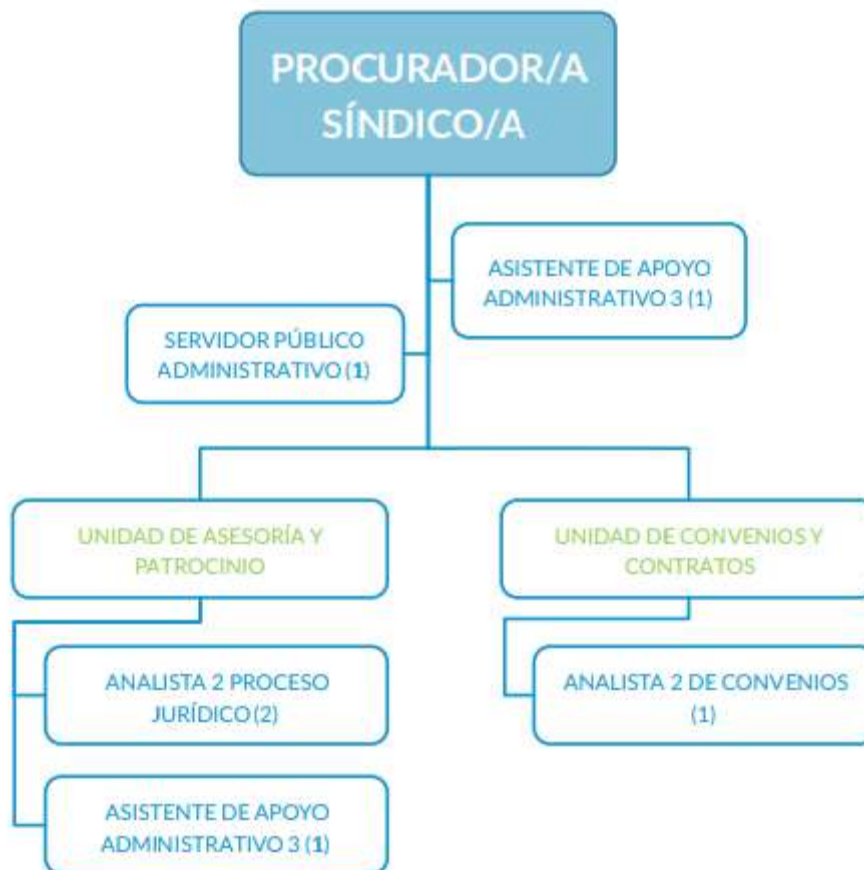 PROCURADOR/A
SÍNDICO/A
ASISTENTE DE APOYO
ADMINISTRATIVO 3 (1)
SERVIDOR PÚBLICO
ADMINISTRATIVO (1)
UNIDAD DE ASESORÍA Y
PATROCINIO
UNIDAD DE CONVENIOS Y
CONTRATOS
ANALISTA 2 PROCESO
JURÍDICO (2)
ANALISTA 2 DE CONVENIOS
(1)
ASISTENTE DE APOYO
ADMINISTRATIVO 3 (1)